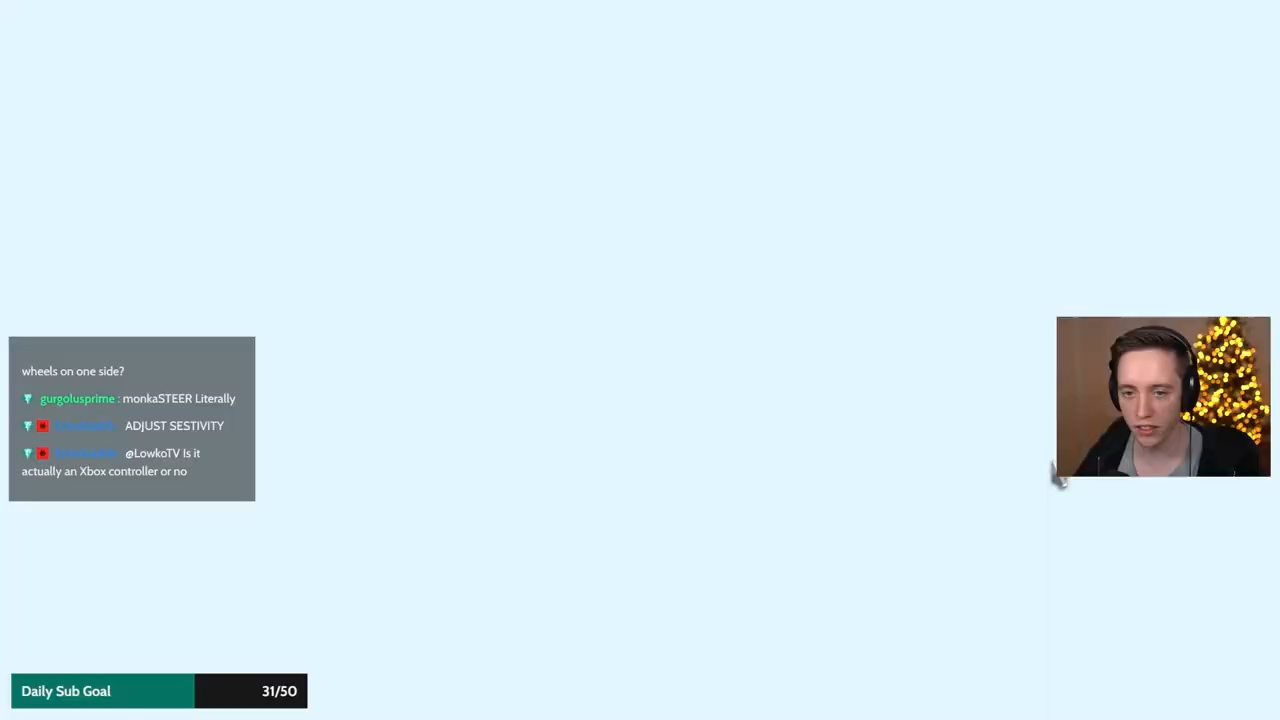 wheels on one side?
gurgolusprime : monkaSTEER Literally
ADJUST SESTIVITY
@LowkoTV Is it
actually an Xbox controller or no
Daily Sub Goal 31/50